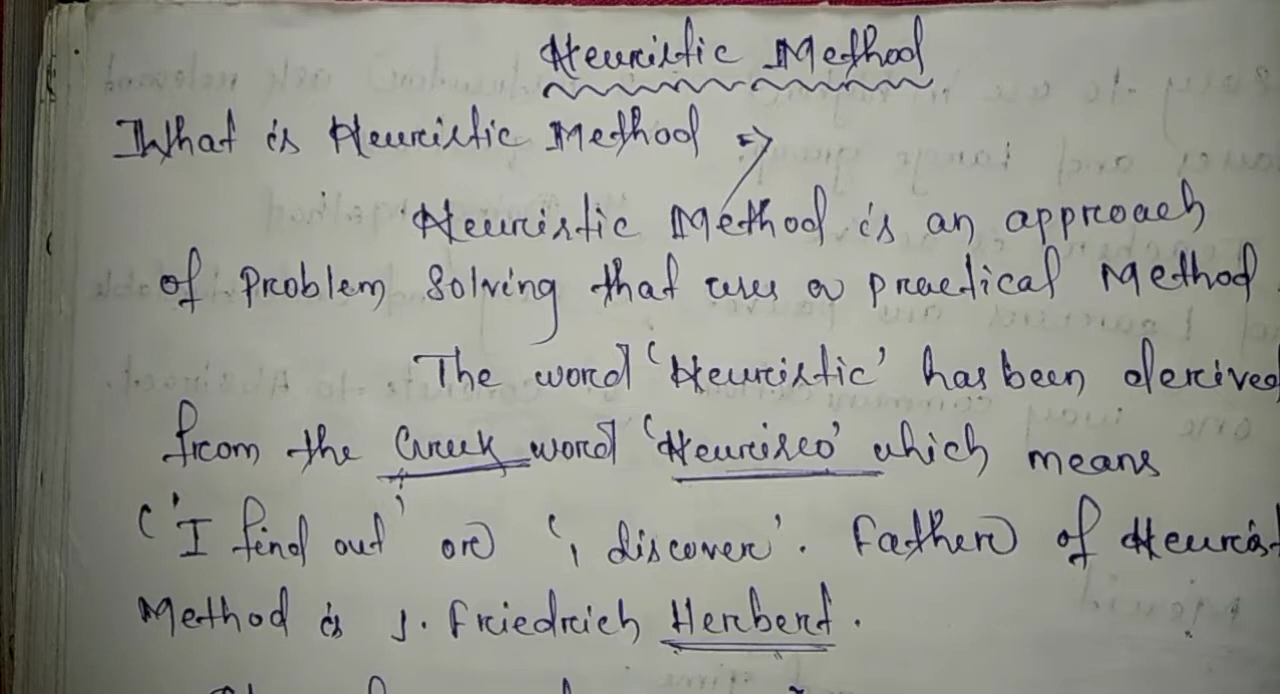 Heuristic Method
What is Heuristic Method ⇒
Heuristic Method is an approach
of Problem Solving that uses a practical Method.
The word 'Heuristic' has been derived
from the Greek word 'Heurisco' which means
('I find out' or 'i discover'. Father of Heurist
Method is J. Friedrich Herbert.